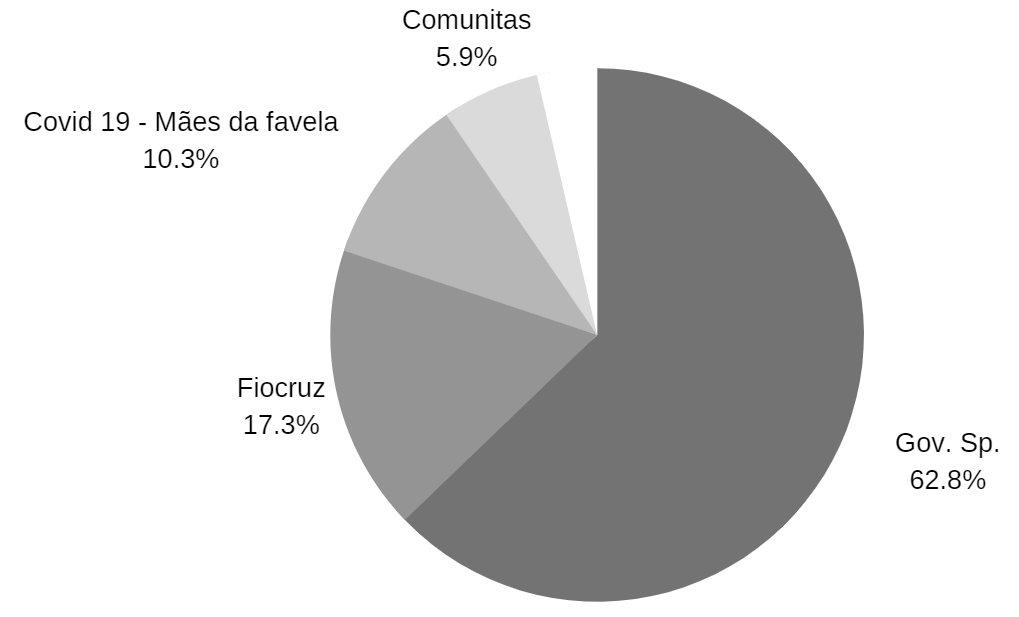 Comunitas
5.9%
Covid 19 - Mães da favela
10.3%
Fiocruz
17.3%
Gov. Sp.
62.8%